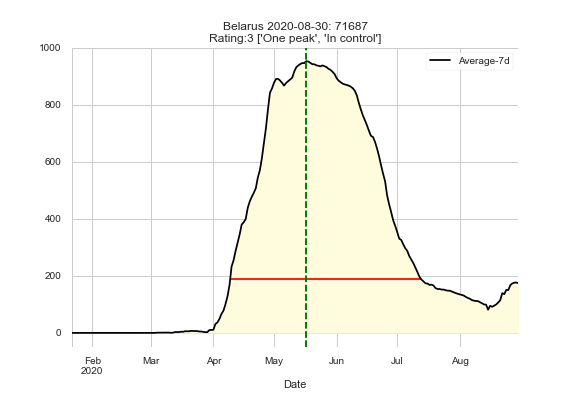 Belarus 2020-08-30: 71687
Rating:3 ['One peak', 'In control']
Average-7d
1000
800
600
400
200
0
Feb Mar Apr May Jun Jul Aug
2020
Date